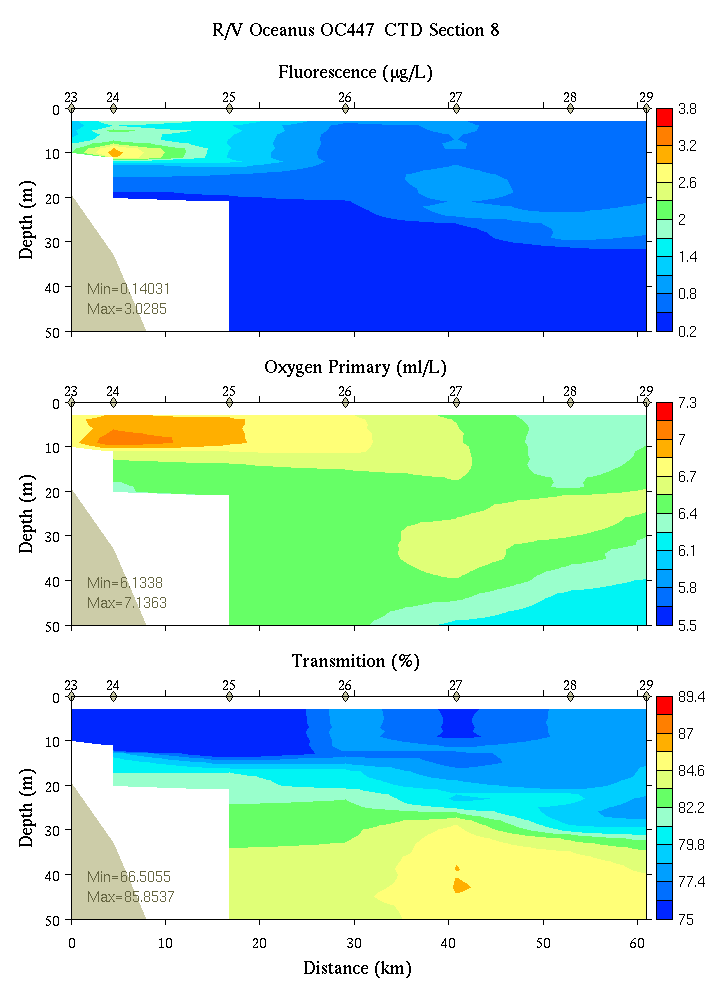 R/V Oceanus OC447 CTD Section 8
Fluorescence (µg/L)
23 24 25 26 27 28 29
0
10
20
30
40
50
Depth (m)
Min=0.14031
Max=3.0285
3.8
3.2
2.6
2
1.4
0.8
0.2
Oxygen Primary (ml/L)
23 24 25 26 27 28 29
0
10
20
30
40
50
Depth (m)
Min=6.1338
Max=7.1363
7.3
7
6.7
6.4
6.1
5.8
5.5
Transmition (%)
23 24 25 26 27 28 29
0
10
20
30
40
50
Depth (m)
Min=66.5055
Max=85.8537
89.4
87
84.6
82.2
79.8
77.4
75
0 10 20 30 40 50 60
Distance (km)